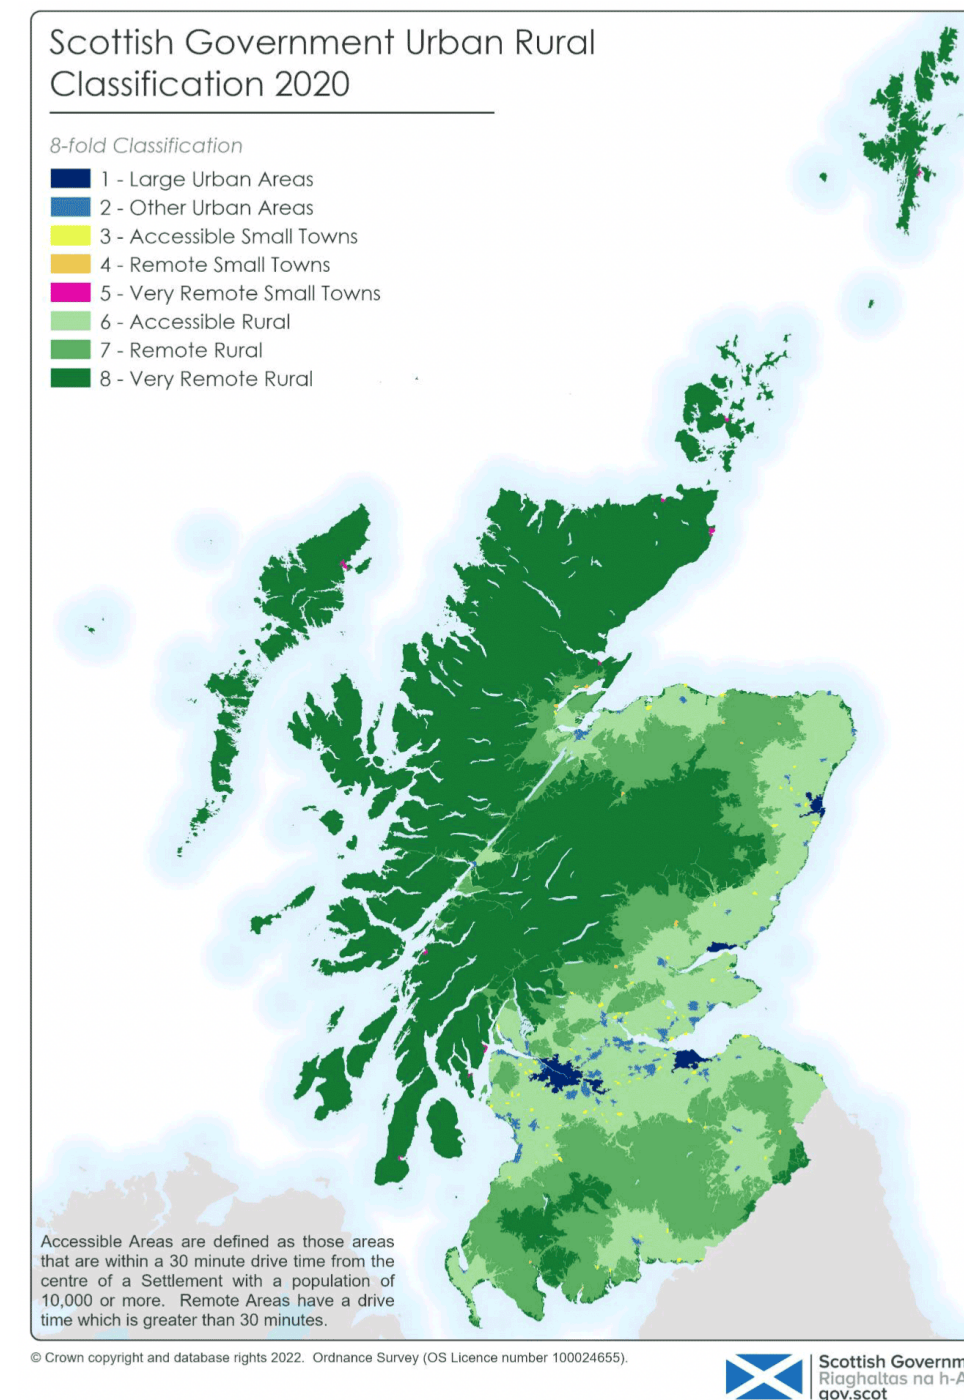 Scottish Government Urban Rural
Classification 2020
8-fold Classification
1 - Large Urban Areas
2 - Other Urban Areas
3 - Accessible Small Towns
4 - Remote Small Towns
5 - Very Remote Small Towns
6 - Accessible Rural
7 - Remote Rural
8 - Very Remote Rural
Accessible Areas are defined as those areas
that are within a 30 minute drive time from the
centre of a Settlement with a population of
10,000 or more. Remote Areas have a drive
time which is greater than 30 minutes.
© Crown copyright and database rights 2022. Ordnance Survey (OS Licence number 100024655).
Scottish Governm
Riaghaltas na h-A
gov.scot